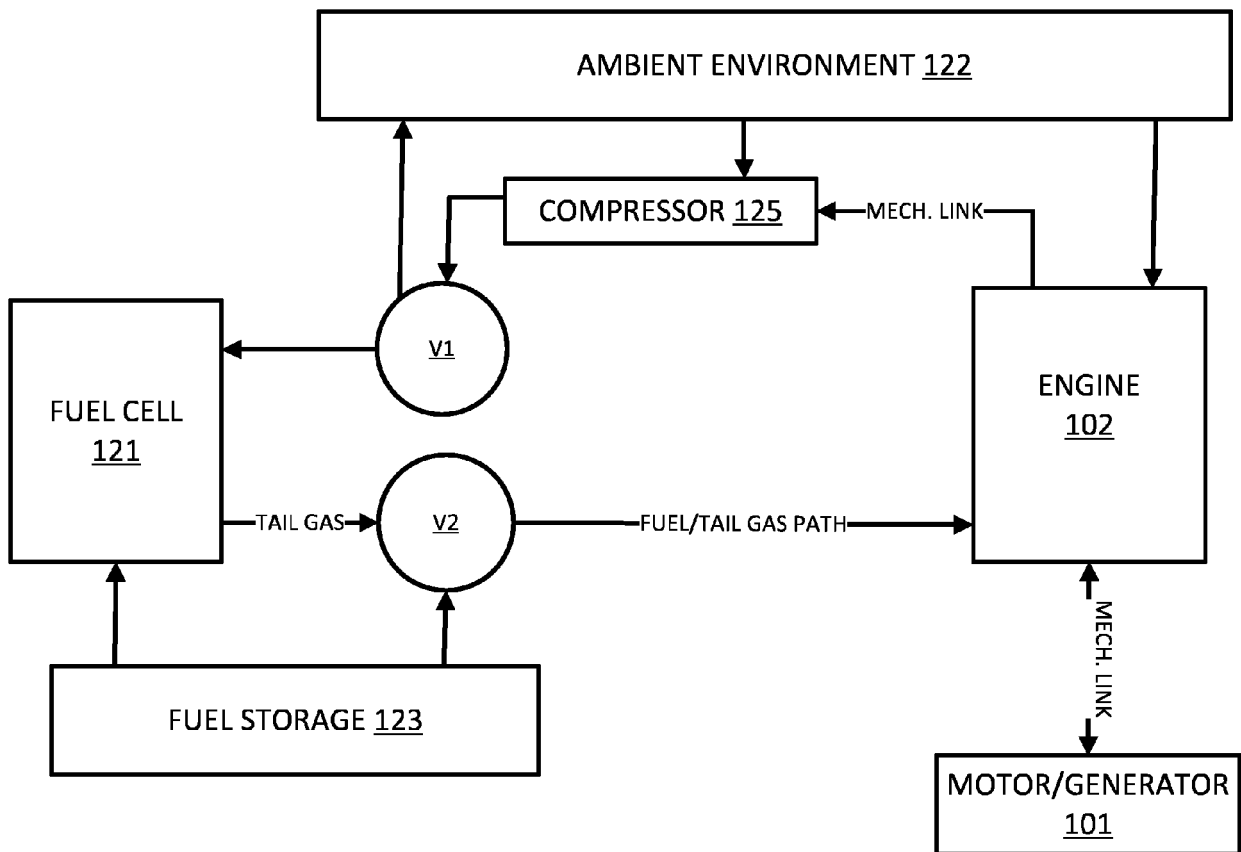 AMBIENT ENVIRONMENT 122
COMPRESSOR 125
MECH. LINK
V1
FUEL CELL
121
ENGINE
102
TAIL GAS
V2
FUEL/TAIL GAS PATH
MECH. LINK
FUEL STORAGE 123
MOTOR/GENERATOR
101